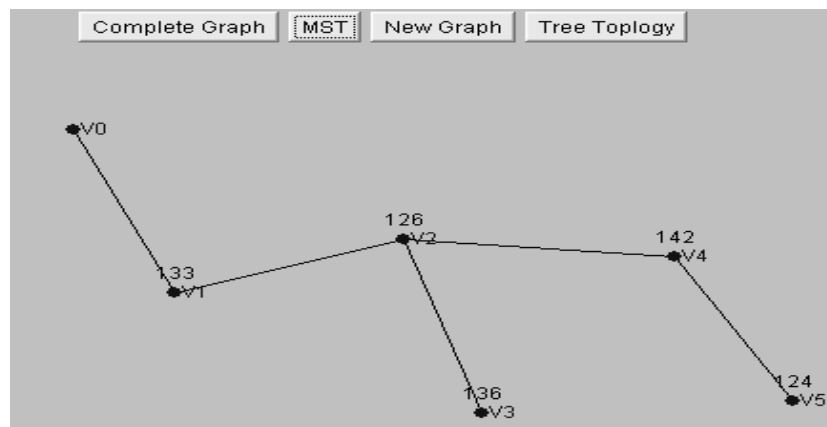 Complete Graph MST New Graph Tree Toplogy
V0
126
V2
142
V4
133
V1
124
V5
136
V3